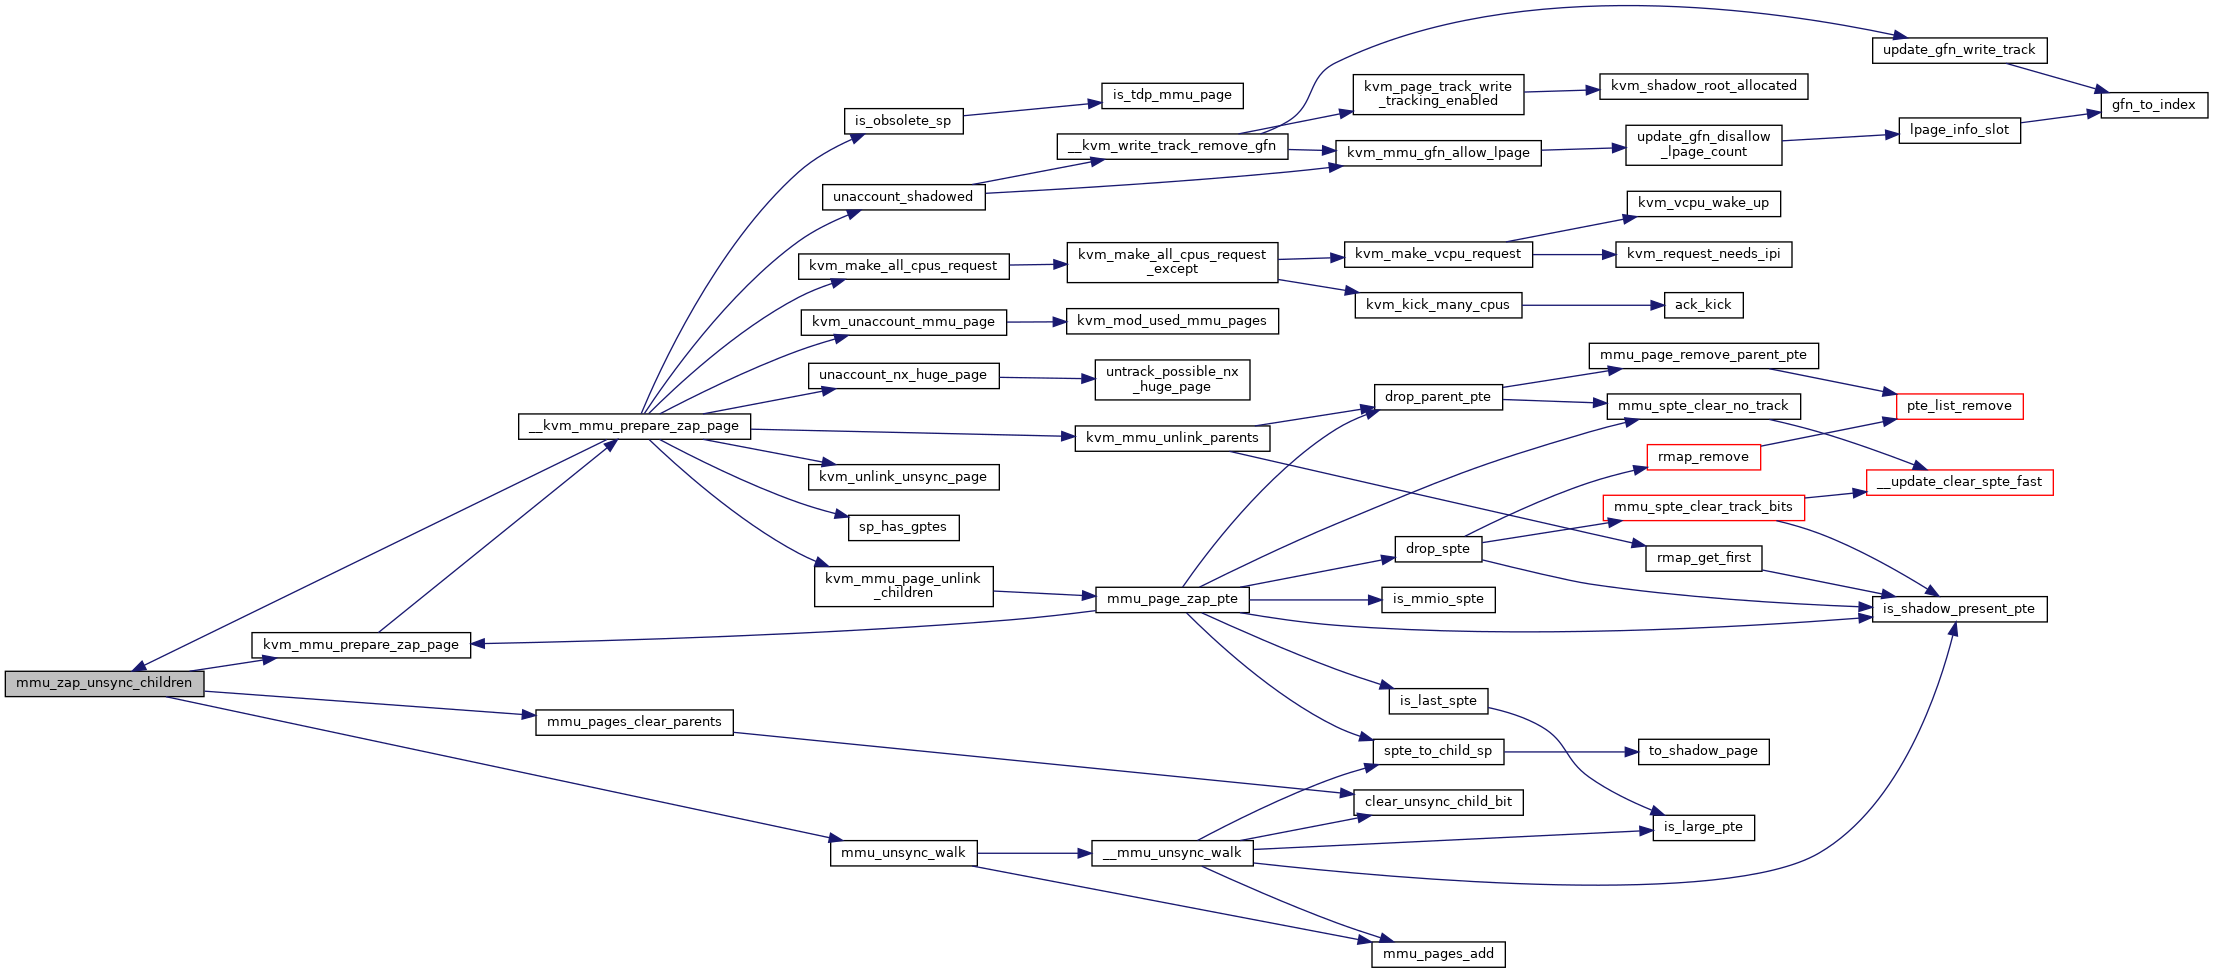 mmu_zap_unsync_children
kvm_mmu_prepare_zap_page
__kvm_mmu_prepare_zap_page
mmu_pages_clear_parents
is_obsolete_sp
unaccount_shadowed
kvm_make_all_cpus_request
kvm_unaccount_mmu_page
unaccount_nx_huge_page
kvm_unlink_unsync_page
sp_has_gptes
kvm_mmu_page_unlink
_children
mmu_unsync_walk
is_tdp_mmu_page
__kvm_write_track_remove_gfn
kvm_make_all_cpus_request
_except
kvm_mod_used_mmu_pages
untrack_possible_nx
_huge_page
kvm_mmu_unlink_parents
mmu_page_zap_pte
__mmu_unsync_walk
kvm_page_track_write
_tracking_enabled
kvm_mmu_gfn_allow_lpage
kvm_make_vcpu_request
kvm_kick_many_cpus
drop_parent_pte
drop_spte
is_mmio_spte
is_last_spte
spte_to_child_sp
clear_unsync_child_bit
mmu_pages_add
kvm_shadow_root_allocated
update_gfn_disallow
_lpage_count
kvm_vcpu_wake_up
kvm_request_needs_ipi
ack_kick
mmu_page_remove_parent_pte
mmu_spte_clear_no_track
rmap_remove
mmu_spte_clear_track_bits
rmap_get_first
to_shadow_page
is_large_pte
update_gfn_write_track
lpage_info_slot
pte_list_remove
__update_clear_spte_fast
is_shadow_present_pte
gfn_to_index